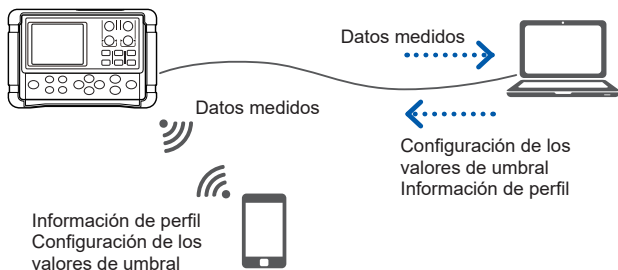 Datos medidos
Datos medidos
Configuración de los
valores de umbral
Información de perfil
Información de perfil
Configuración de los
valores de umbral